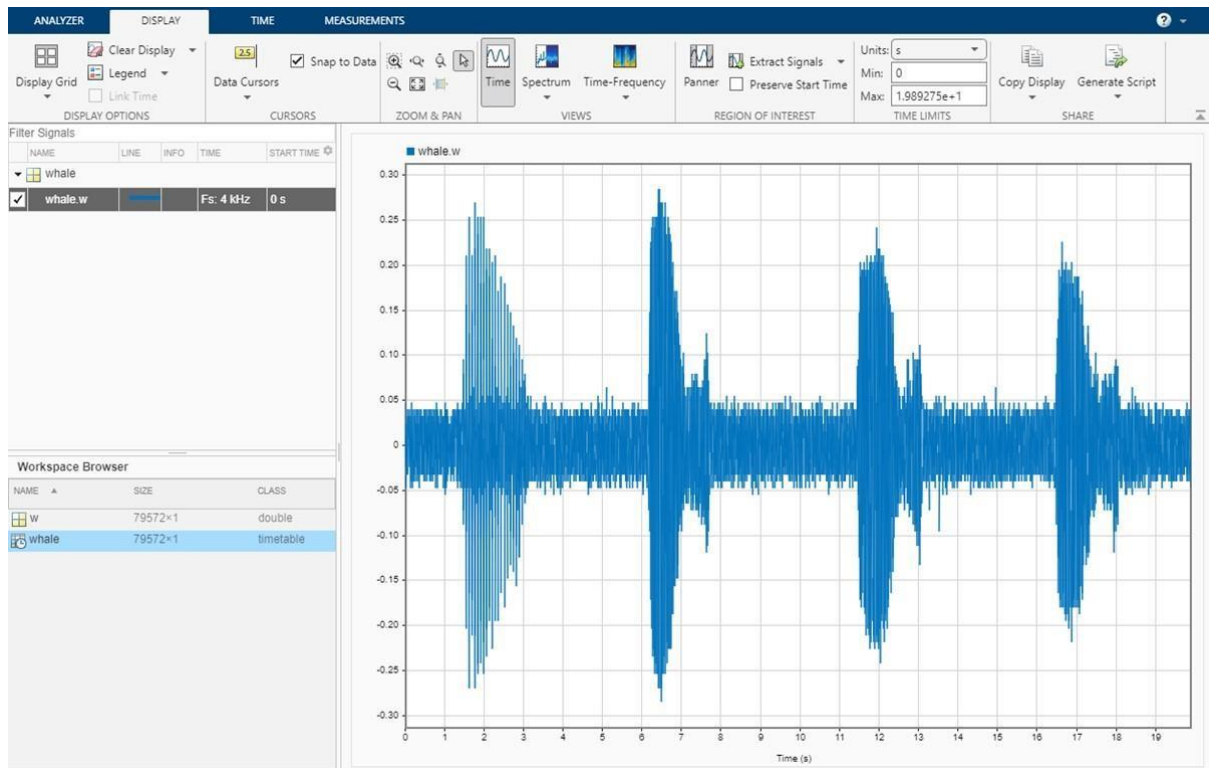 ANALYZER DISPLAY TIME MEASUREMENTS
?
Display Grid
Clear Display
Legend
Link Time
DISPLAY OPTIONS
2.5
Data Cursors
Snap to Data
CURSORS
ZOOM & PAN
Time
Spectrum
Time-Frequency
VIEWS
Panner
Extract Signals
Preserve Start Time
REGION OF INTEREST
Units: s
Min: 0
Max: 1.989275e+1
TIME LIMITS
Copy Display
Generate Script
SHARE
Filter Signals
NAME LINE INFO TIME START TIME
whale
whale.w Fs: 4 kHz 0 s
Workspace Browser
NAME SIZE CLASS
w 79572×1 double
whale 79572×1 timetable
whale.w
0.30
0.25
0.20
0.15
0.10
0.05
0
-0.05
-0.10
-0.15
-0.20
-0.25
-0.30
0 1 2 3 4 5 6 7 8 9 10 11 12 13 14 15 16 17 18 19
Time (s)